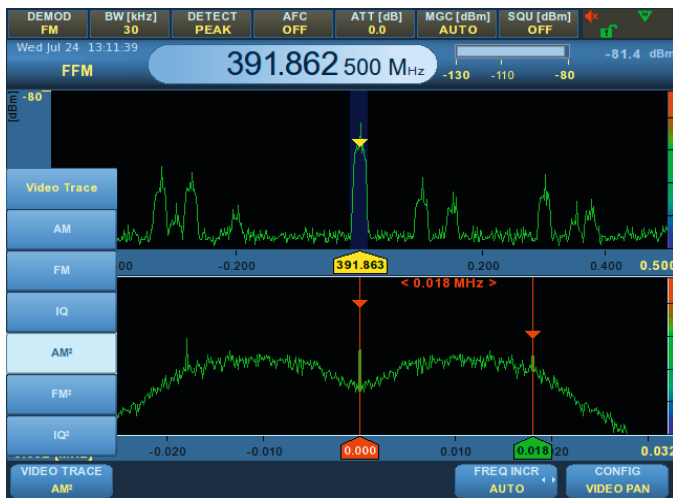 DEMOD BW [kHz] DETECT AFC ATT [dB] MGC [dBm] SQU [dBm]
FM 30 PEAK OFF 0.0 AUTO OFF
Wed Jul 24 13:11:39
FFM
391.862 500 MHz
-130 -110 -80
-81.4 dBm
-80
[dBm]
Video Trace
AM
FM
IQ
AM²
FM²
IQ²
00 -0.200 391.863 0.200 0.400 0.500
< 0.018 MHz >
-0.020 -0.010 0.000 0.010 0.018 20 0.032
VIDEO TRACE FREQ INCR CONFIG
AM² AUTO VIDEO PAN